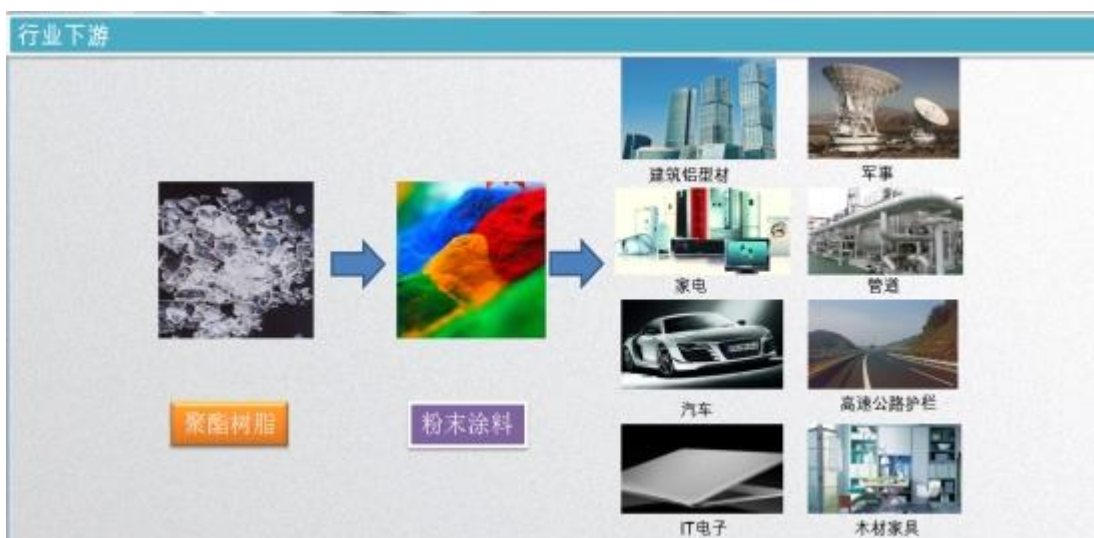 行业下游
建筑铝型材
军事
家电
管道
汽车
高速公路护栏
聚酯树脂
粉末涂料
IT电子
木材家具